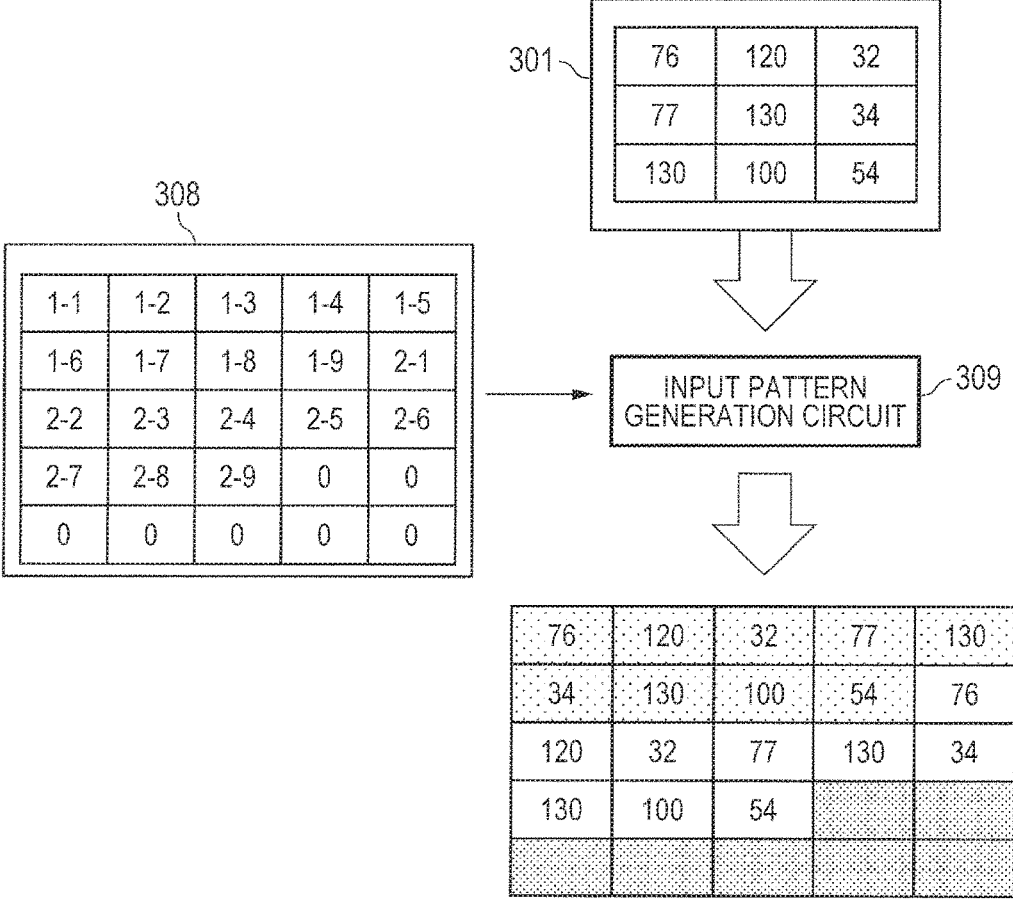 301
76 120 32
77 130 34
130 100 54
308
1-1 1-2 1-3 1-4 1-5
1-6 1-7 1-8 1-9 2-1
2-2 2-3 2-4 2-5 2-6
2-7 2-8 2-9 0 0
0 0 0 0 0
INPUT PATTERN
GENERATION CIRCUIT
309
76 120 32 77 130
34 130 100 54 76
120 32 77 130 34
130 100 54